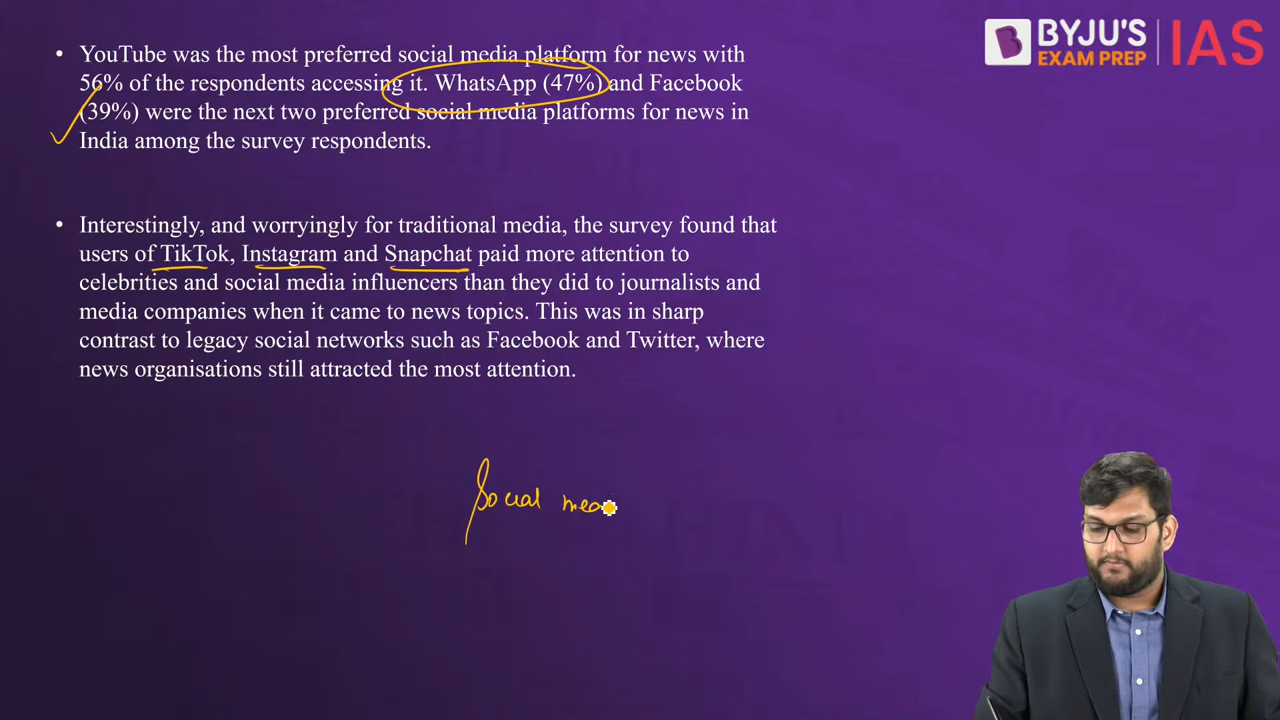 • YouTube was the most preferred social media platform for news with
56% of the respondents accessing it. WhatsApp (47%) and Facebook
(39%) were the next two preferred social media platforms for news in
India among the survey respondents.
• Interestingly, and worryingly for traditional media, the survey found that
users of TikTok, Instagram and Snapchat paid more attention to
celebrities and social media influencers than they did to journalists and
media companies when it came to news topics. This was in sharp
contrast to legacy social networks such as Facebook and Twitter, where
news organisations still attracted the most attention.
Social
BYJU'S
EXAM PREP
IAS